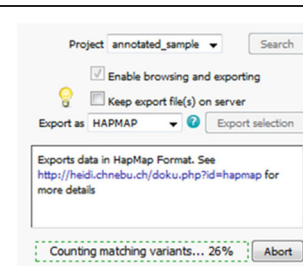 Project annotated_sample Search
Enable browsing and exporting
Keep export file(s) on server
Export as HAPMAP ? Export selection
Exports data in HapMap Format. See
http://heidi.chnebu.ch/doku.php?id=hapmap for
more details
Counting matching variants... 26% Abort